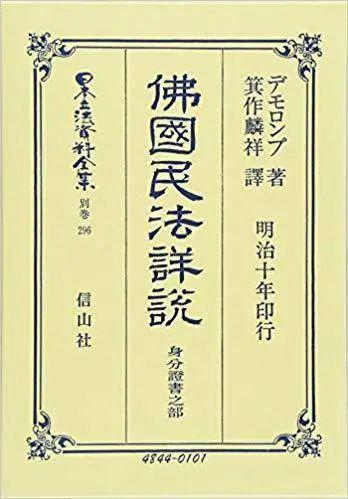 デモロンプ 著
箕作麟祥 譯
明治十年印行
佛國民法詳説
身分證書之部
日本立法資料全集
別巻
296
信山社
4844-0101